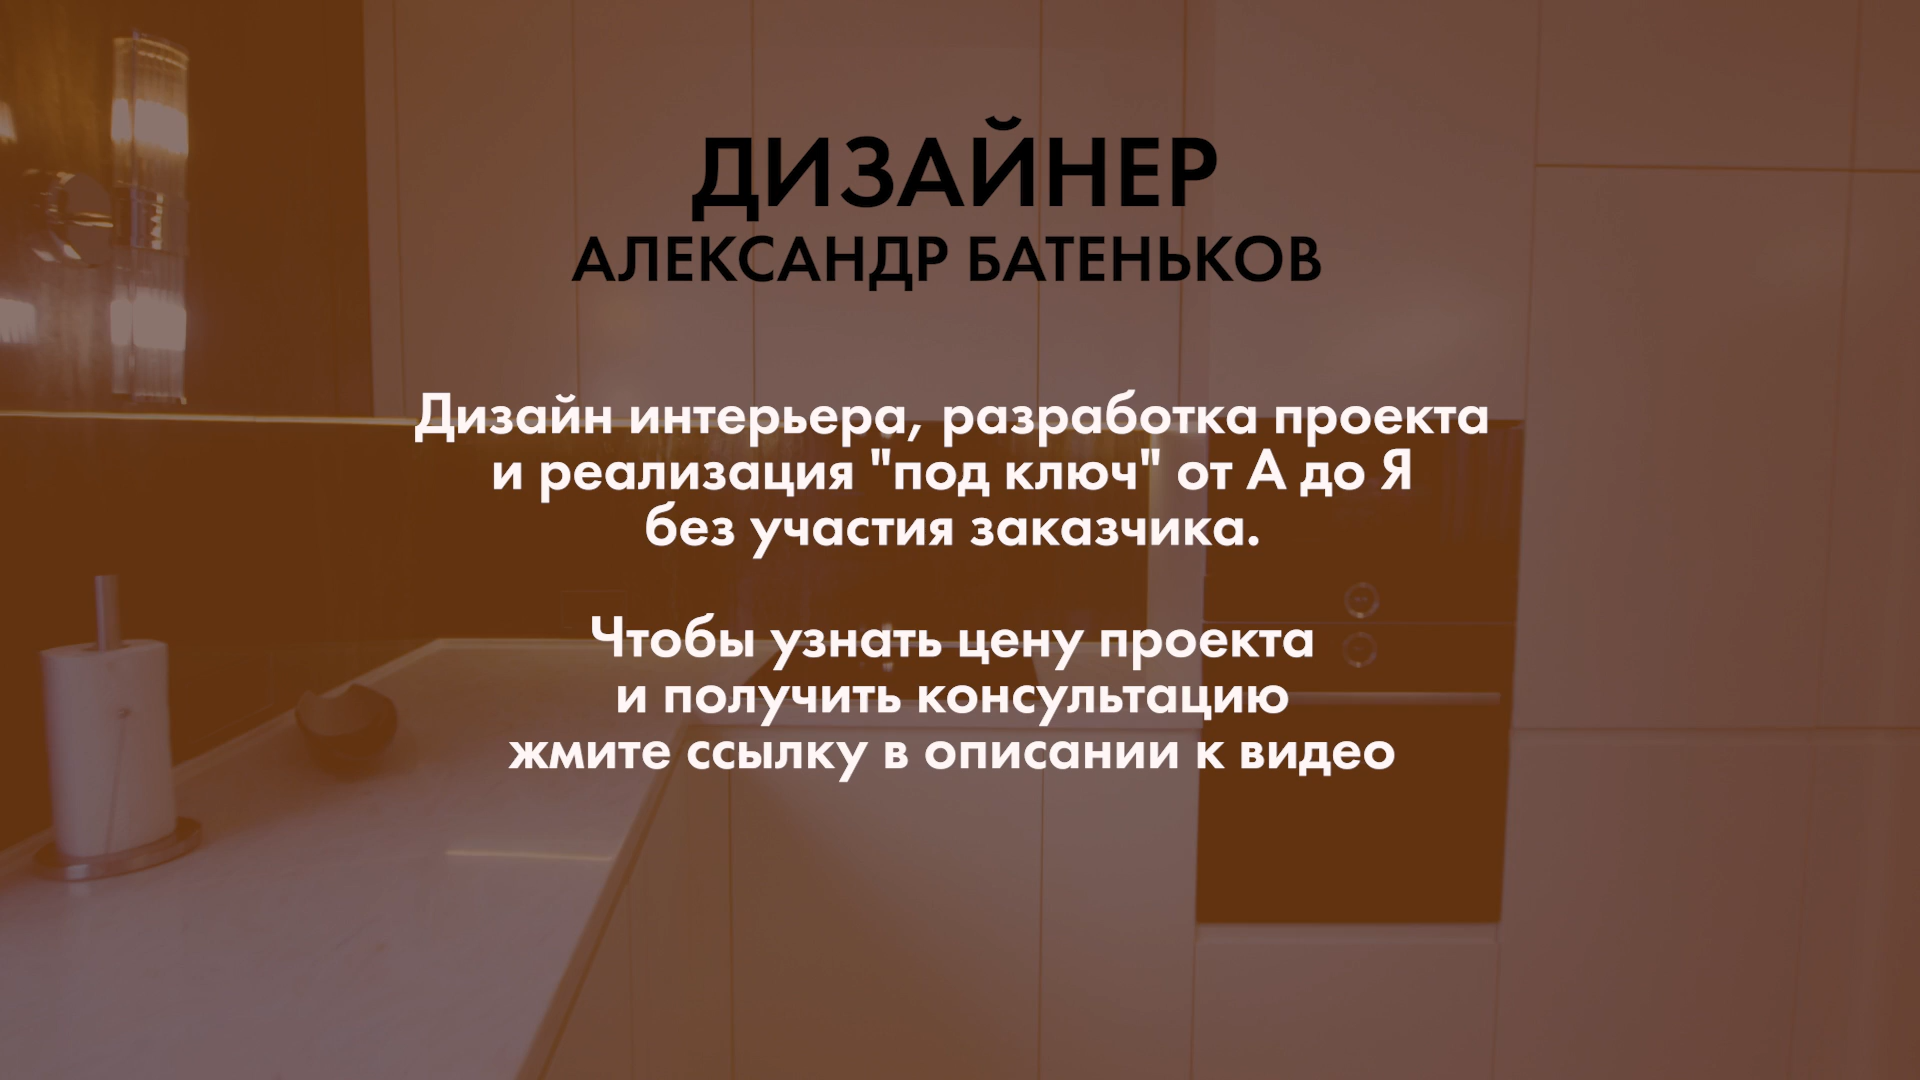 ДИЗАЙНЕР
АЛЕКСАНДР БАТЕНЬКОВ
Дизайн интерьера, разработка проекта
и реализация "под ключ" от А до Я
без участия заказчика.
Чтобы узнать цену проекта
и получить консультацию
жмите ссылку в описании к видео